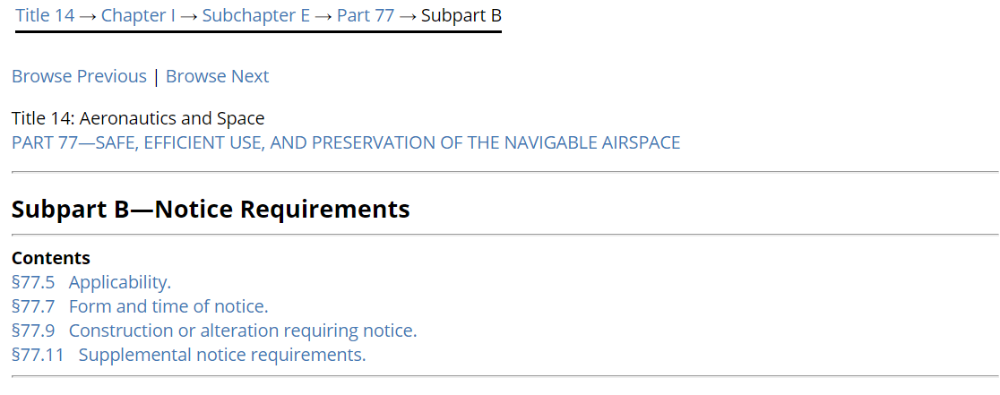 Title 14 → Chapter I → Subchapter E → Part 77 → Subpart B
Browse Previous | Browse Next
Title 14: Aeronautics and Space
PART 77—SAFE, EFFICIENT USE, AND PRESERVATION OF THE NAVIGABLE AIRSPACE
Subpart B—Notice Requirements
Contents
§77.5 Applicability.
§77.7 Form and time of notice.
§77.9 Construction or alteration requiring notice.
§77.11 Supplemental notice requirements.